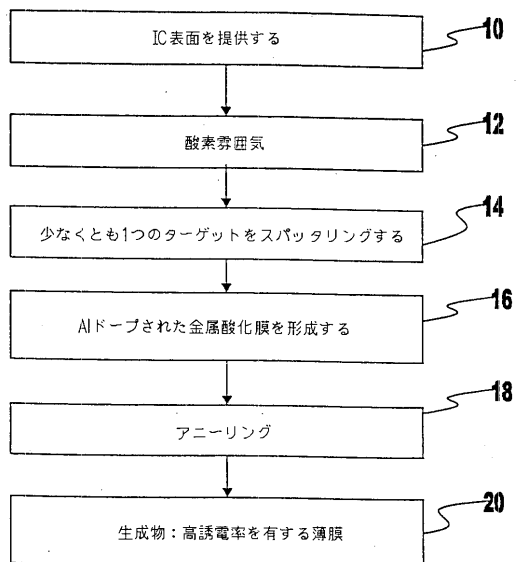 IC表面を提供する
10
酸素雰囲気
12
少なくとも1つのターゲットをスパッタリングする
14
Alドープされた金属酸化膜を形成する
16
アニーリング
18
生成物：高誘電率を有する薄膜
20